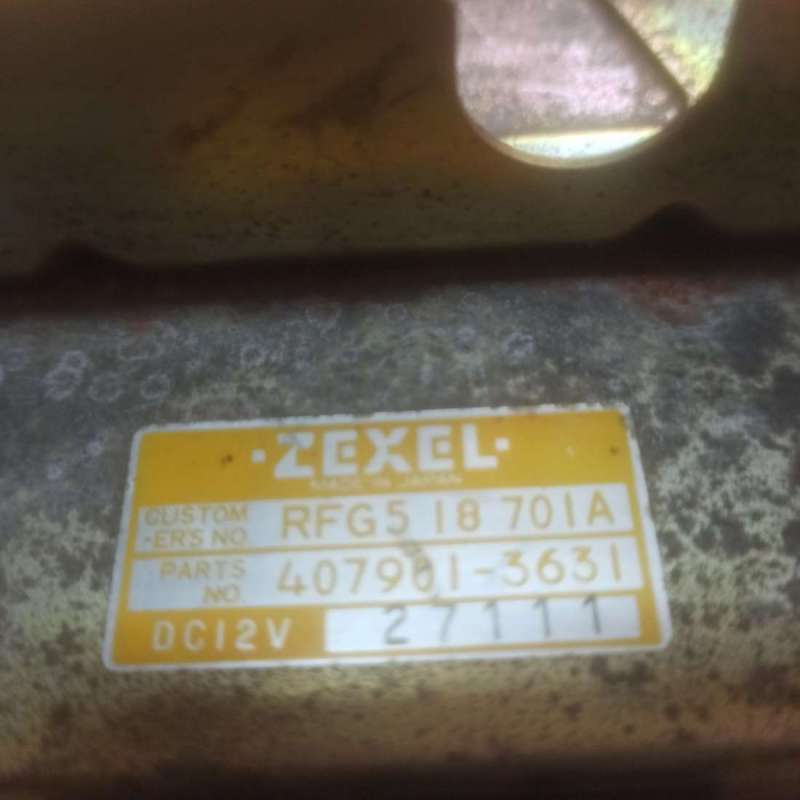 ·ZEXEL·
MADE IN JAPAN
CUSTOM
-ER'S NO. RFG5 18 701A
PARTS
NO. 407901-3631
DC12V 27111